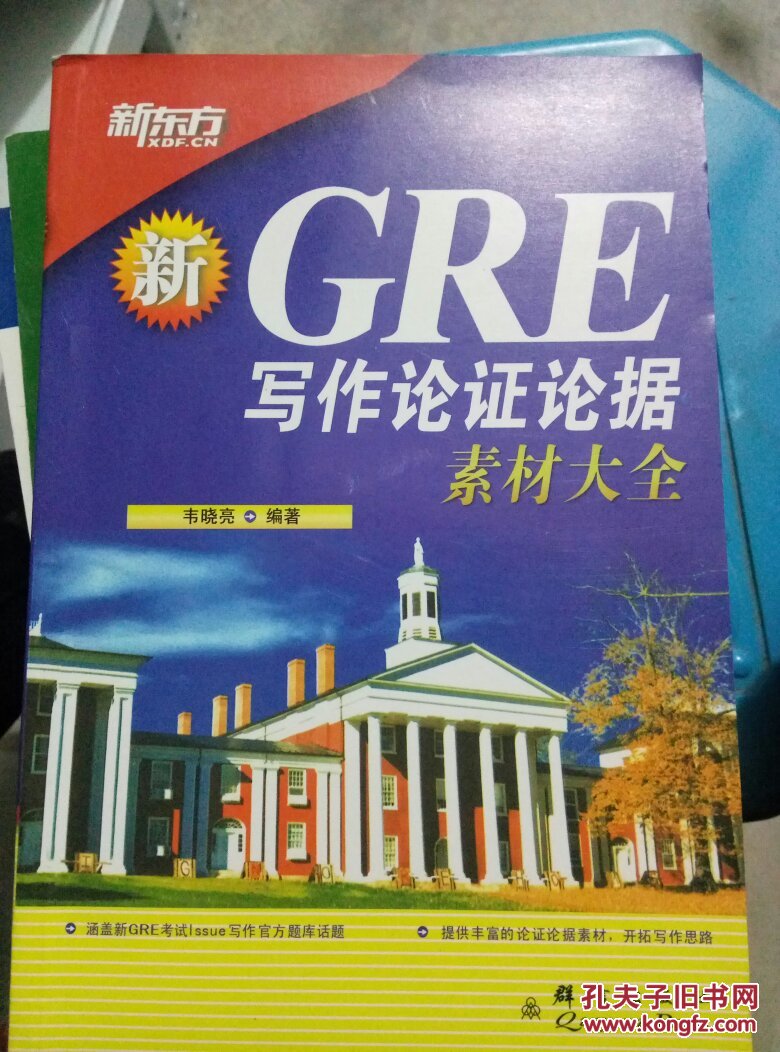 新东方
XDF.CN
新
GRE
写作论证论据
素材大全
韦晓亮 编著
涵盖新GRE考试Issue写作官方题库话题
提供丰富的论证论据素材，开拓写作思路
群
孔夫子旧书网
www.kongfz.com